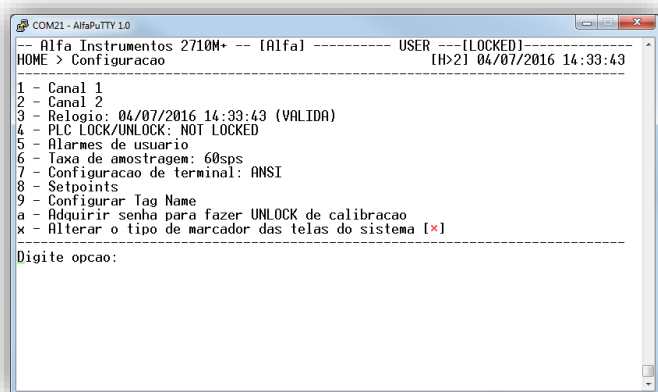 COM21 - AlfaPuTTY 1.0
-- Alfa Instrumentos 2710M+ -- [Alfa] ---------- USER ---[LOCKED]--------------
HOME > Configuracao [H>2] 04/07/2016 14:33:43
--------------------------------------------------------------------------------
1 - Canal 1
2 - Canal 2
3 - Relogio: 04/07/2016 14:33:43 (VALIDA)
4 - PLC LOCK/UNLOCK: NOT LOCKED
5 - Alarmes de usuario
6 - Taxa de amostragem: 60sps
7 - Configuracao de terminal: ANSI
8 - Setpoints
9 - Configurar Tag Name
a - Adquirir senha para fazer UNLOCK de calibracao
x - Alterar o tipo de marcador das telas do sistema [×]
--------------------------------------------------------------------------------
Digite opcao: